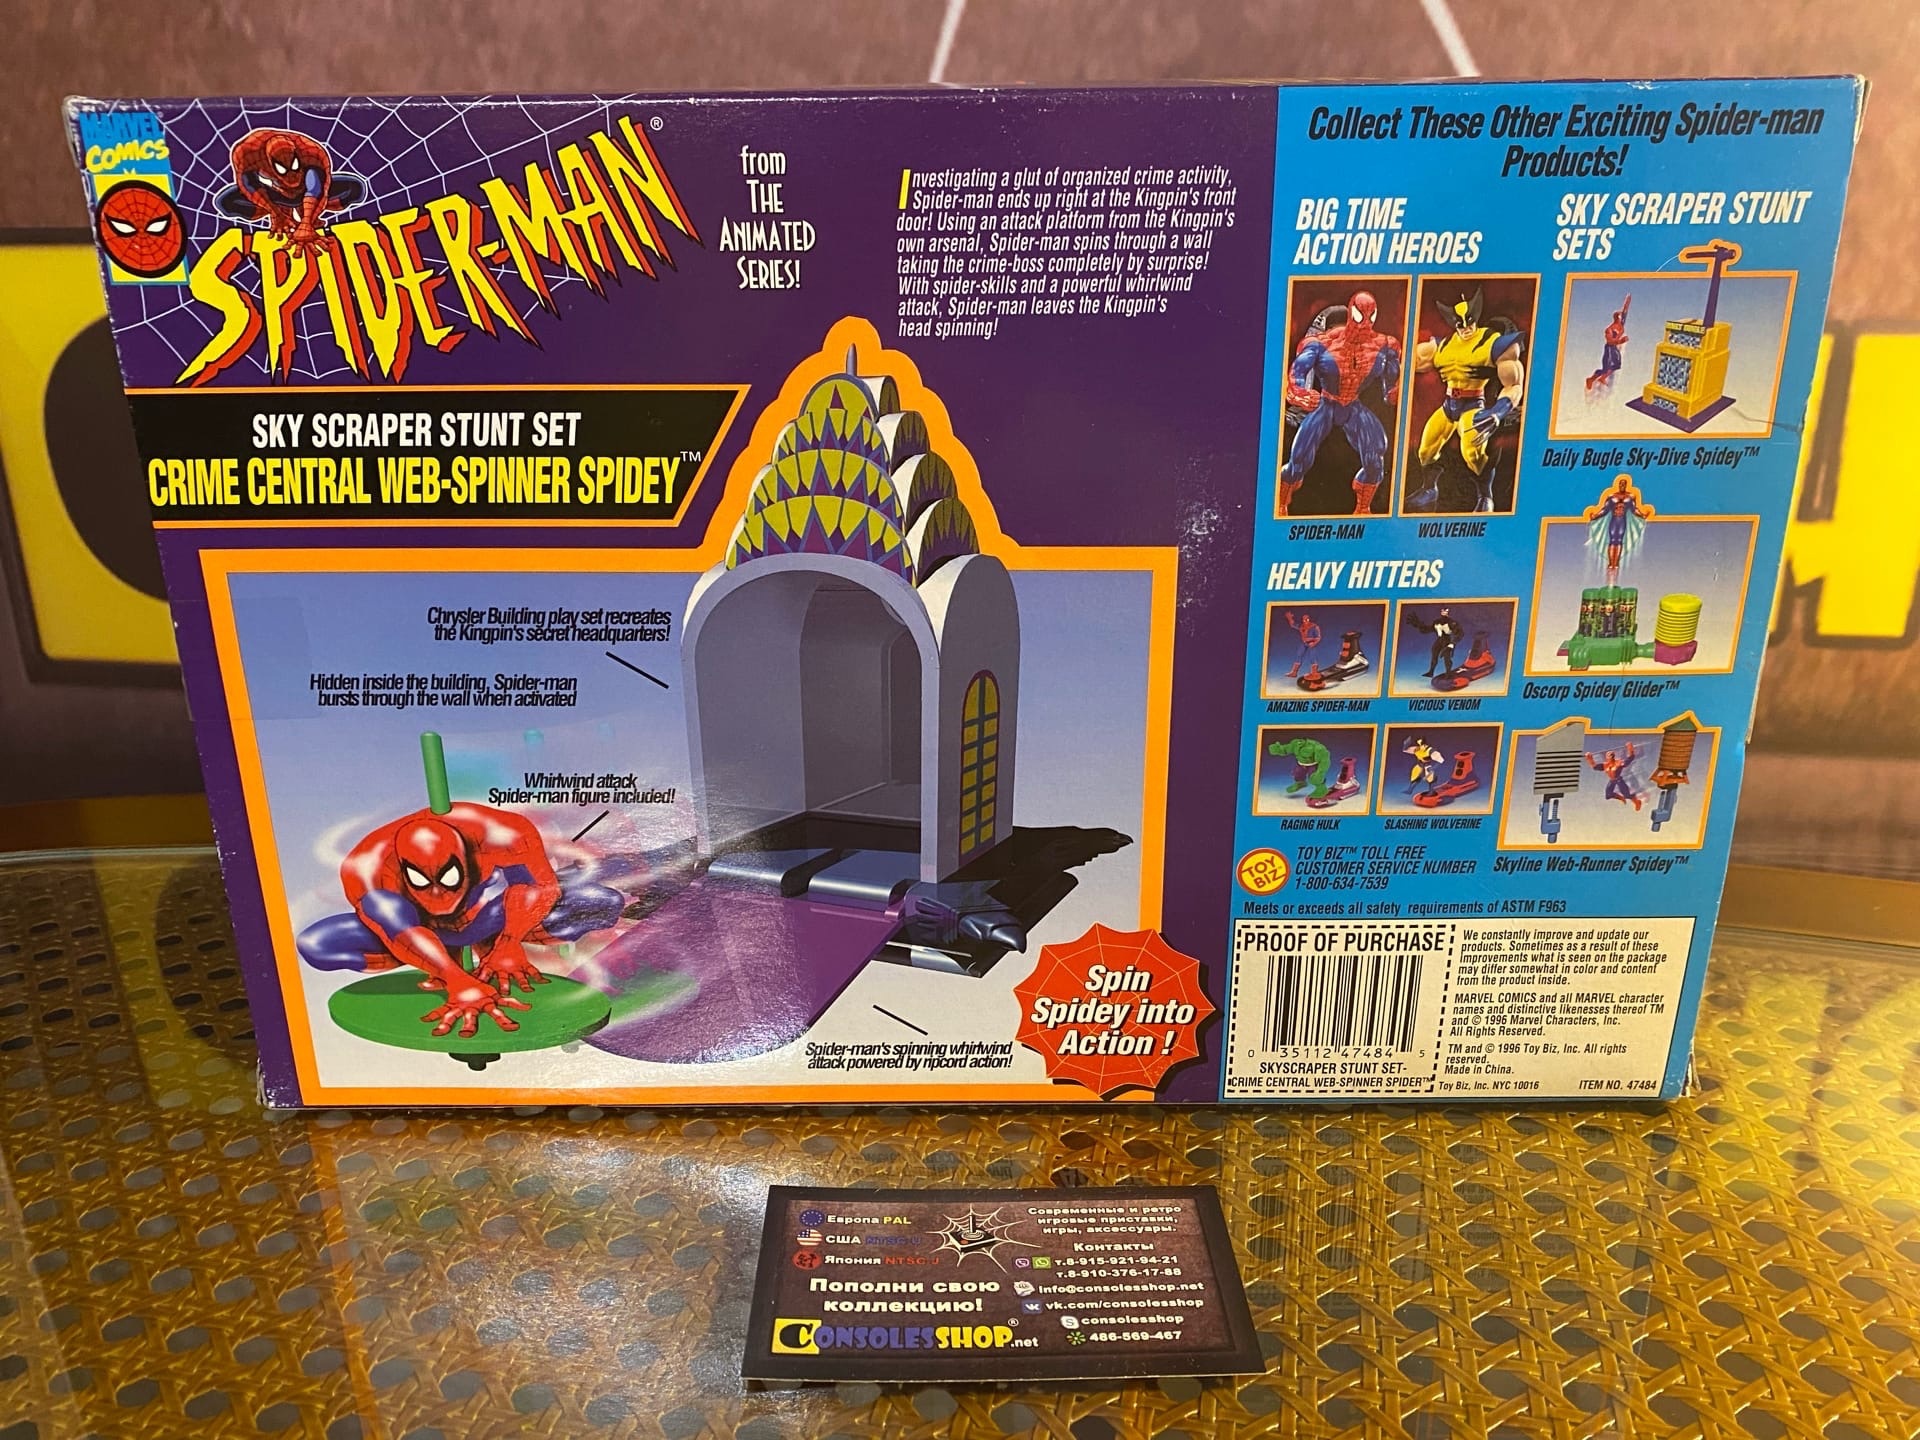 MARVEL
COMICS
SPIDER-MAN®
from
THE
ANIMATED
SERIES!
Investigating a glut of organized crime activity,
Spider-man ends up right at the Kingpin's front
door! Using an attack platform from the Kingpin's
own arsenal, Spider-man spins through a wall
taking the crime-boss completely by surprise!
With spider-skills and a powerful whirlwind
attack, Spider-man leaves the Kingpin's
head spinning!
SKY SCRAPER STUNT SET
CRIME CENTRAL WEB-SPINNER SPIDEY™
Chrysler Building play set recreates
the Kingpin's secret headquarters!
Hidden inside the building, Spider-man
bursts through the wall when activated
Whirlwind attack
Spider-man figure included!
Spider-man's spinning whirlwind
attack powered by ripcord action!
Spin
Spidey into
Action !
Collect These Other Exciting Spider-man
Products!
BIG TIME
ACTION HEROES
SPIDER-MAN
WOLVERINE
HEAVY HITTERS
AMAZING SPIDER-MAN
VICIOUS VENOM
RAGING HULK
SLASHING WOLVERINE
SKY SCRAPER STUNT
SETS
DAILY BUGLE
Daily Bugle Sky-Dive Spidey™
Oscorp Spidey Glider™
Skyline Web-Runner Spidey™
TOY
BIZ
TOY BIZ™ TOLL FREE
CUSTOMER SERVICE NUMBER
1-800-634-7539
Meets or exceeds all safety requirements of ASTM F963
PROOF OF PURCHASE
0 35112 47484 5
SKYSCRAPER STUNT SET-
CRIME CENTRAL WEB-SPINNER SPIDER™
We constantly improve and update our
products. Sometimes as a result of these
improvements what is seen on the package
may differ somewhat in color and content
from the product inside.
MARVEL COMICS and all MARVEL character
names and distinctive likenesses thereof TM
and © 1996 Marvel Characters, Inc.
All Rights Reserved.
TM and © 1996 Toy Biz, Inc. All rights
reserved.
Made in China.
Toy Biz, Inc. NYC 10016
ITEM NO. 47484
Европа PAL
США NTSC U
Япония NTSC J
Пополни свою
коллекцию!
CONSOLESSHOP®.net
Современные и ретро
игровые приставки,
игры, аксессуары.
Контакты
т.8-915-921-94-21
т.8-910-376-17-88
info@consolesshop.net
vk.com/consolesshop
consolesshop
486-569-467